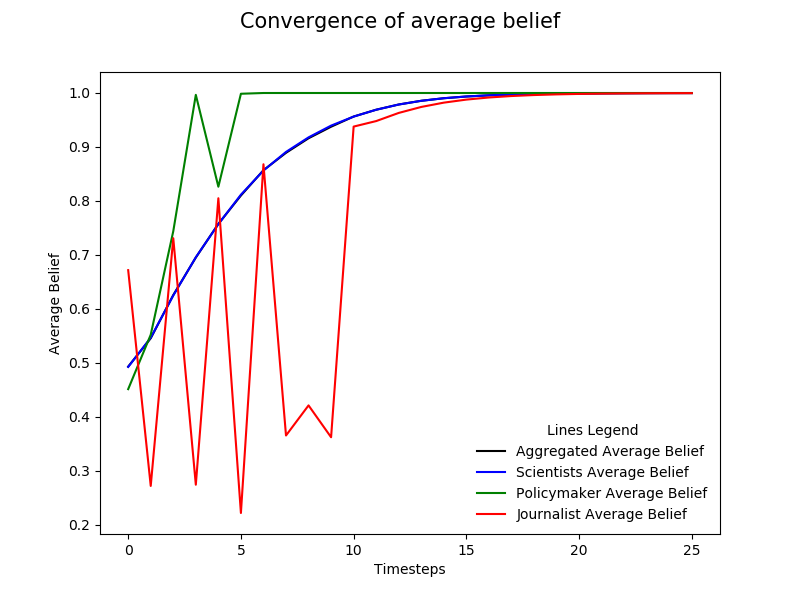 Convergence of average belief
1.0
0.9
0.8
0.7
0.6
0.5
0.4
0.3
0.2
Average Belief
Lines Legend
Aggregated Average Belief
Scientists Average Belief
Policymaker Average Belief
Journalist Average Belief
0 5 10 15 20 25
Timesteps